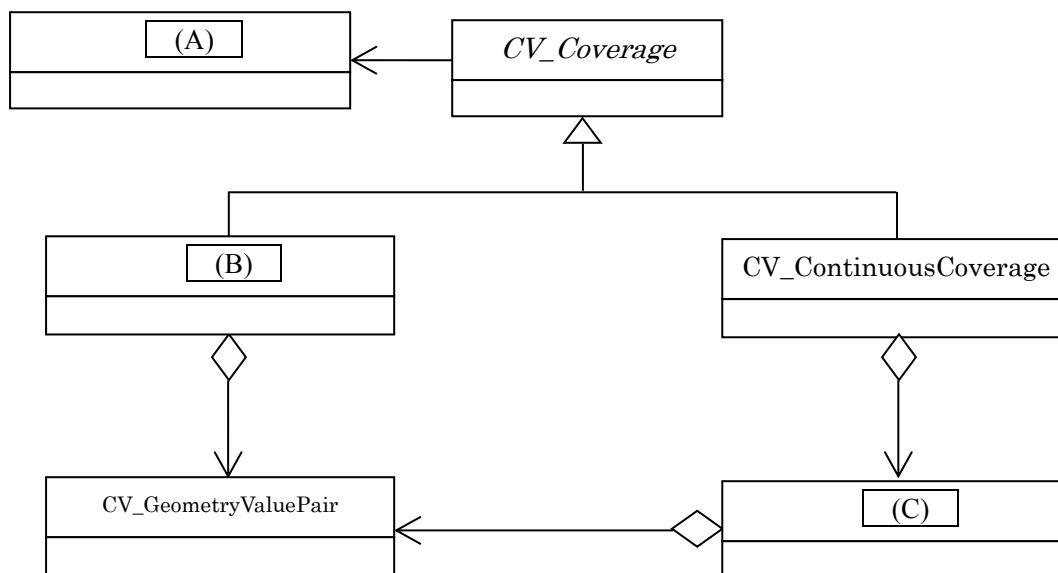 (A)
CV_Coverage
(B)
CV_ContinuousCoverage
CV_GeometryValuePair
(C)